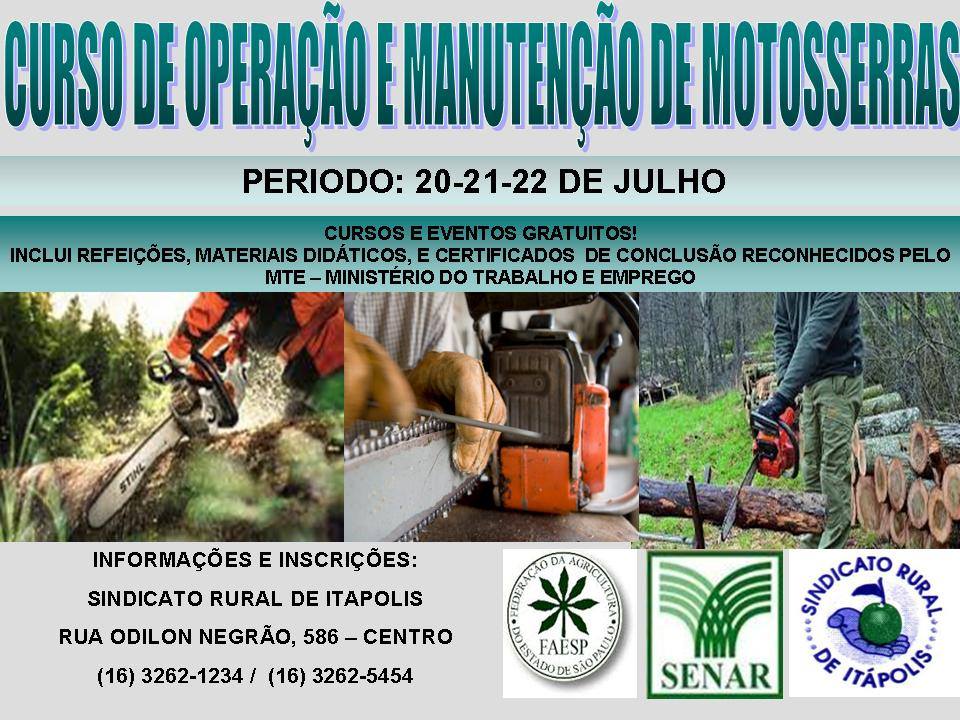 CURSO DE OPERAÇÃO E MANUTENÇÃO DE MOTOSSERRAS
PERIODO: 20-21-22 DE JULHO
CURSOS E EVENTOS GRATUITOS!
INCLUI REFEIÇÕES, MATERIAIS DIDÁTICOS, E CERTIFICADOS DE CONCLUSÃO RECONHECIDOS PELO
MTE – MINISTÉRIO DO TRABALHO E EMPREGO
STIHL
INFORMAÇÕES E INSCRIÇÕES:
SINDICATO RURAL DE ITAPOLIS
RUA ODILON NEGRÃO, 586 – CENTRO
(16) 3262-1234 / (16) 3262-5454
FEDERAÇÃO DA AGRICULTURA
FAESP
DO ESTADO DE SÃO PAULO
SENAR
SINDICATO RURAL
DE ITÁPOLIS